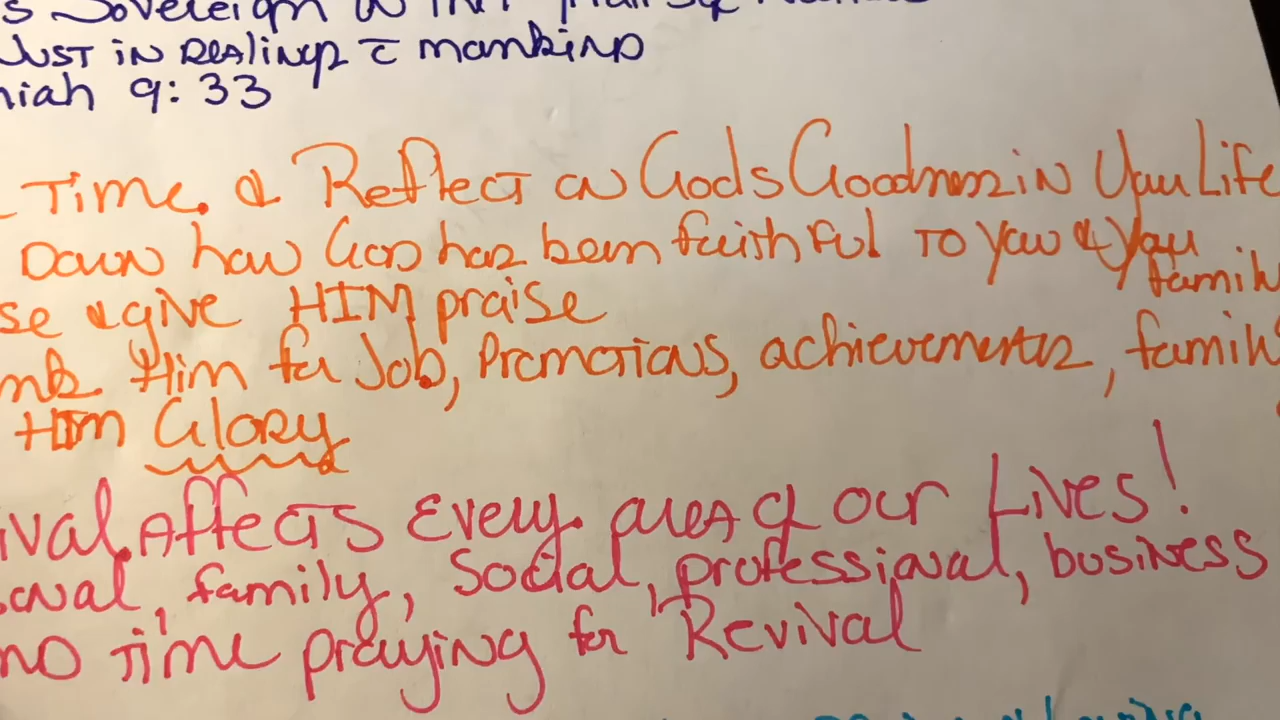 s Sovereign
Just in Dealings c̄ mankind
niah 9:33
Time & Reflect on Gods Goodness in Your Life
Down how God has been faithful to you & your
family
se & give HIM praise
nk Him for Job, Promotions, achievements, family
Him Glory
ival Affects Every area of our Lives!
onal, family, Social, professional, business
nd Time praying for Revival